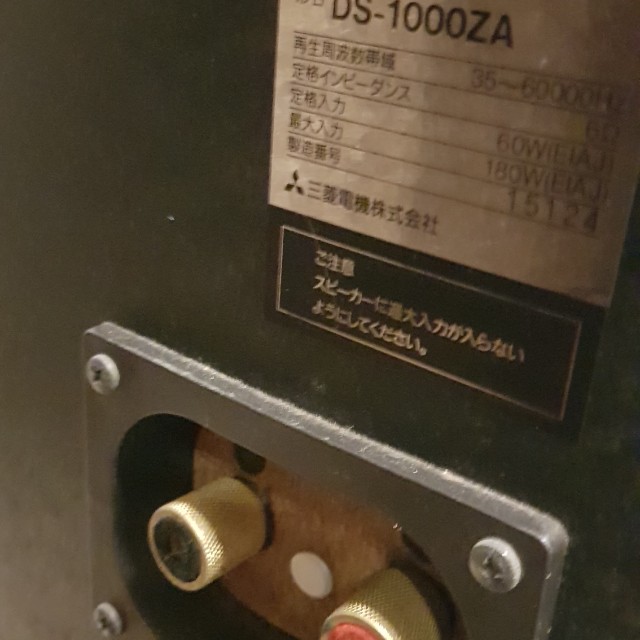 DS-1000ZA
再生周波数帯域 35～60000Hz
定格インピーダンス 6Ω
定格入力 60W(EIAJ)
最大入力 180W(EIAJ)
製造番号 15124
三菱電機株式会社
ご注意
スピーカーに最大入力が入らない
ようにしてください。